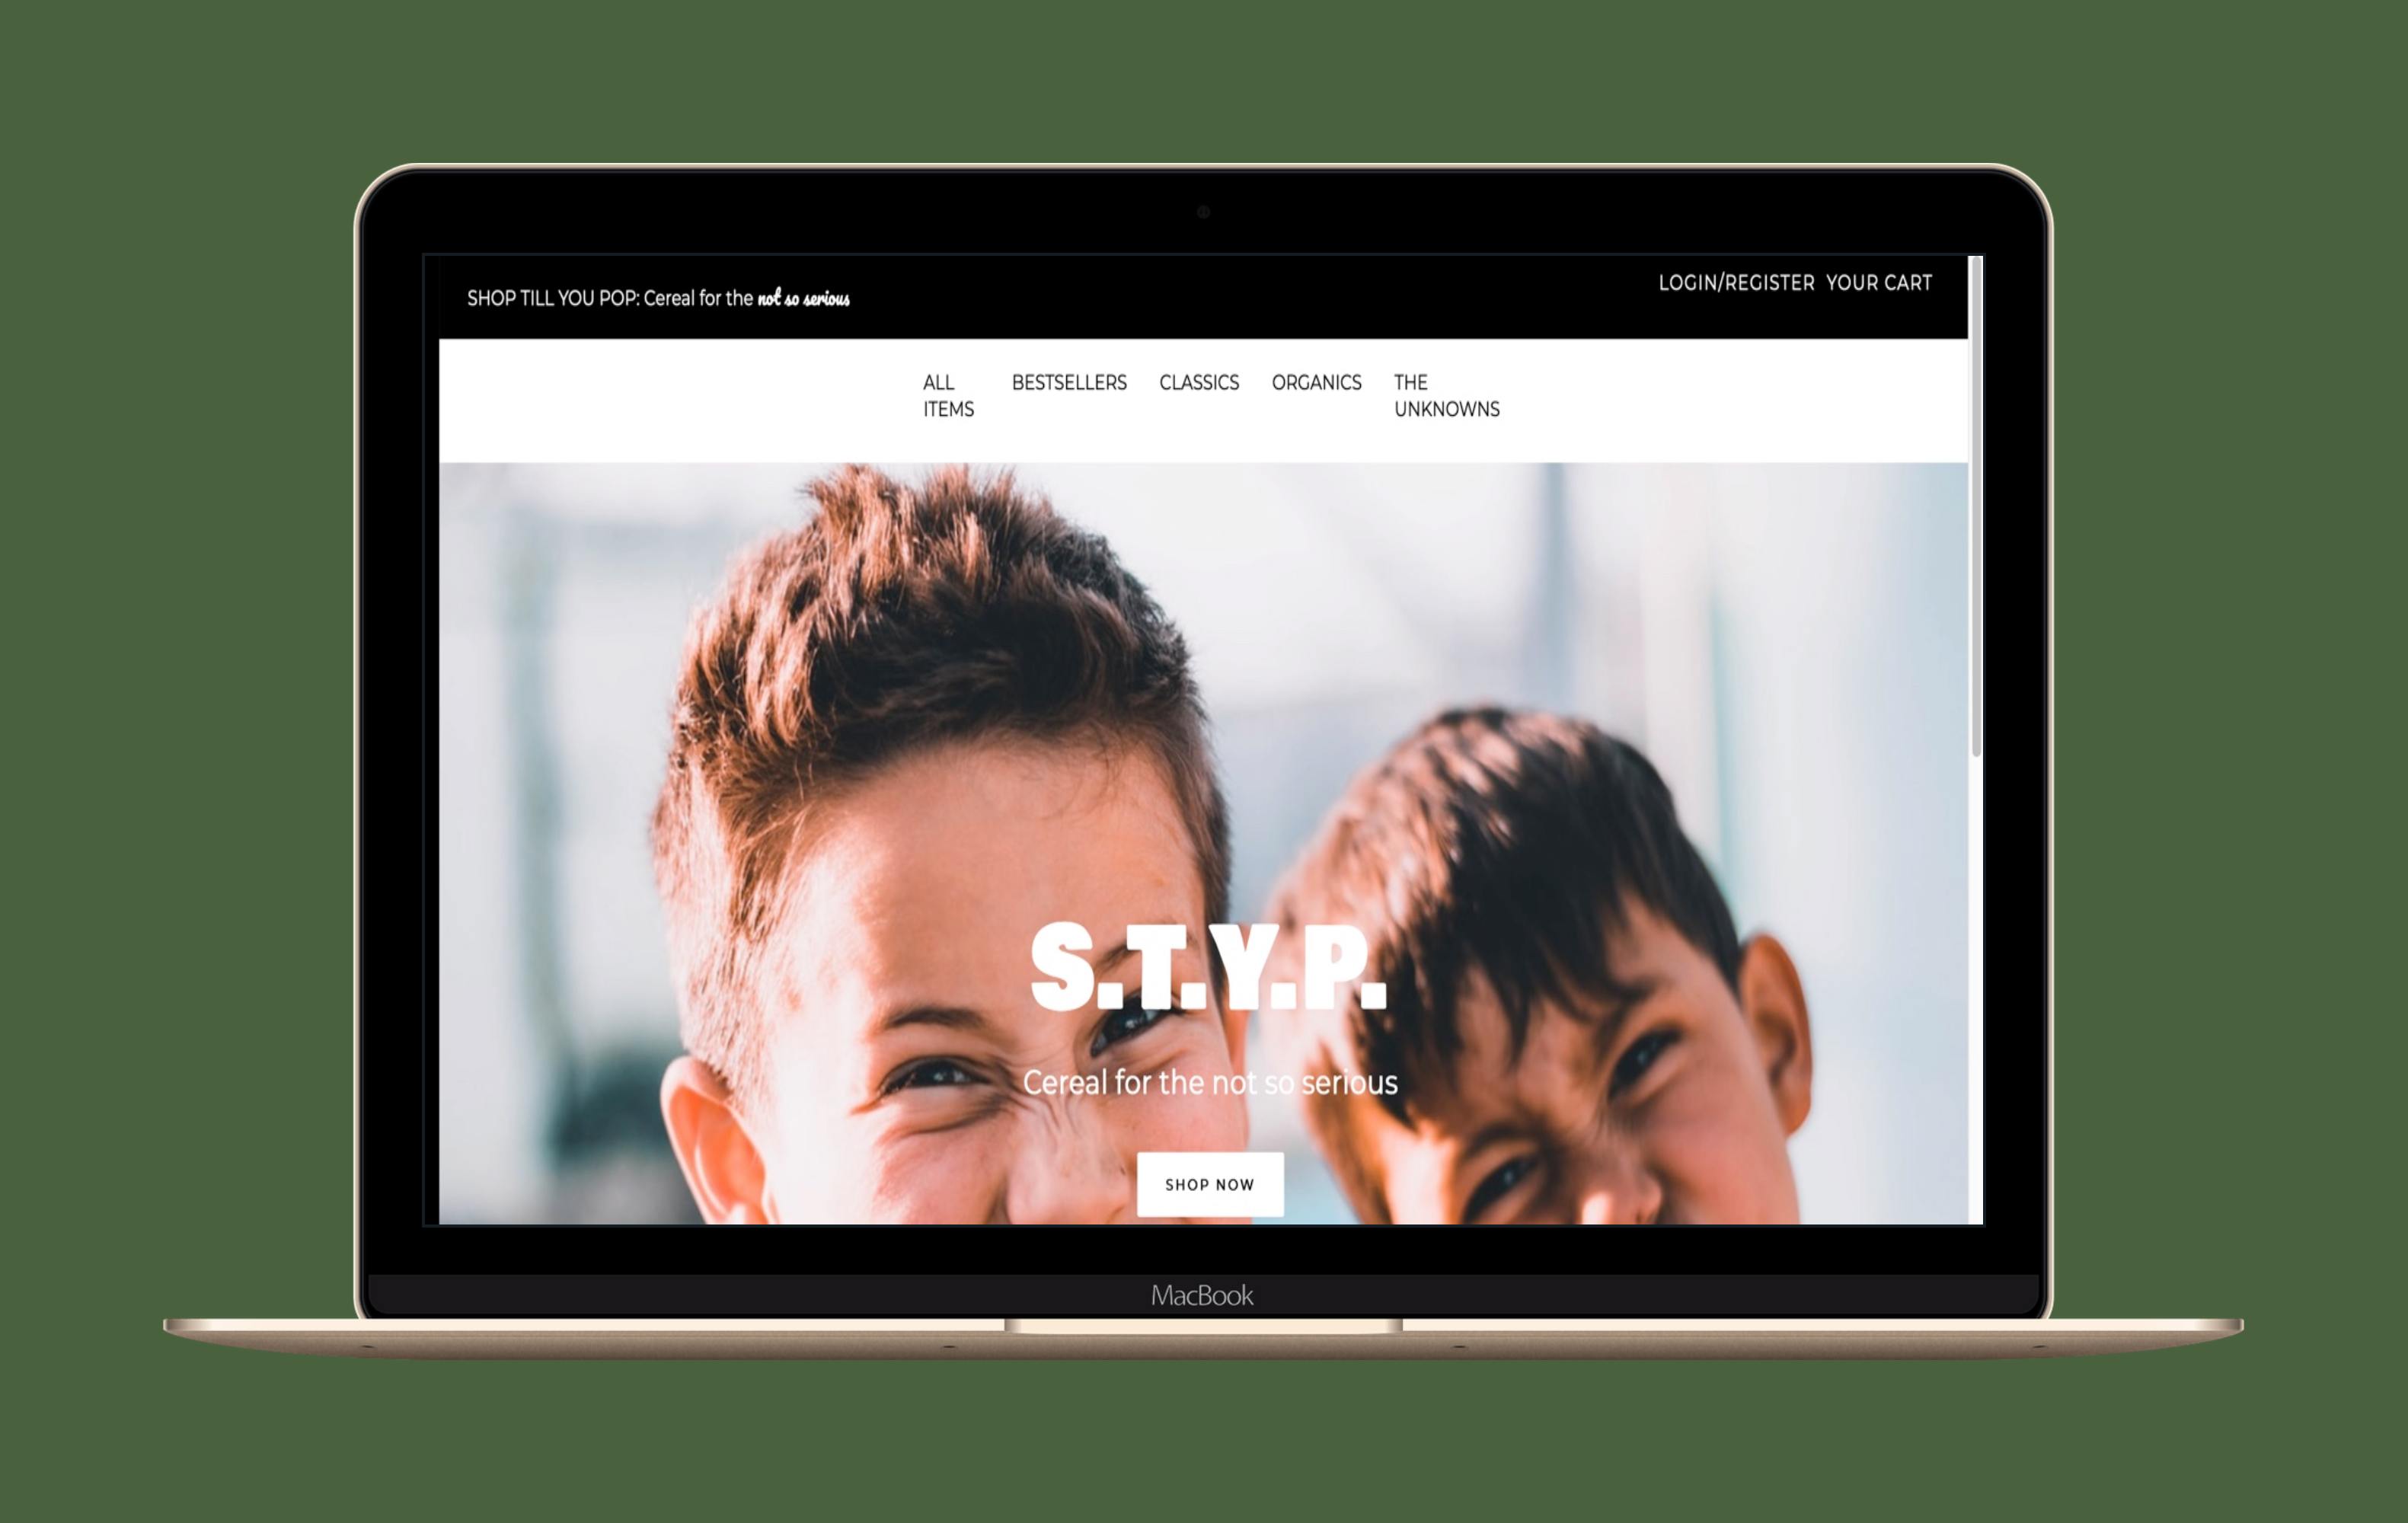 SHOP TILL YOU POP: Cereal for the not so serious
LOGIN/REGISTER YOUR CART
ALL ITEMS
BESTSELLERS
CLASSICS
ORGANICS
THE UNKNOWNS
S.T.Y.P.
Cereal for the not so serious
SHOP NOW
MacBook